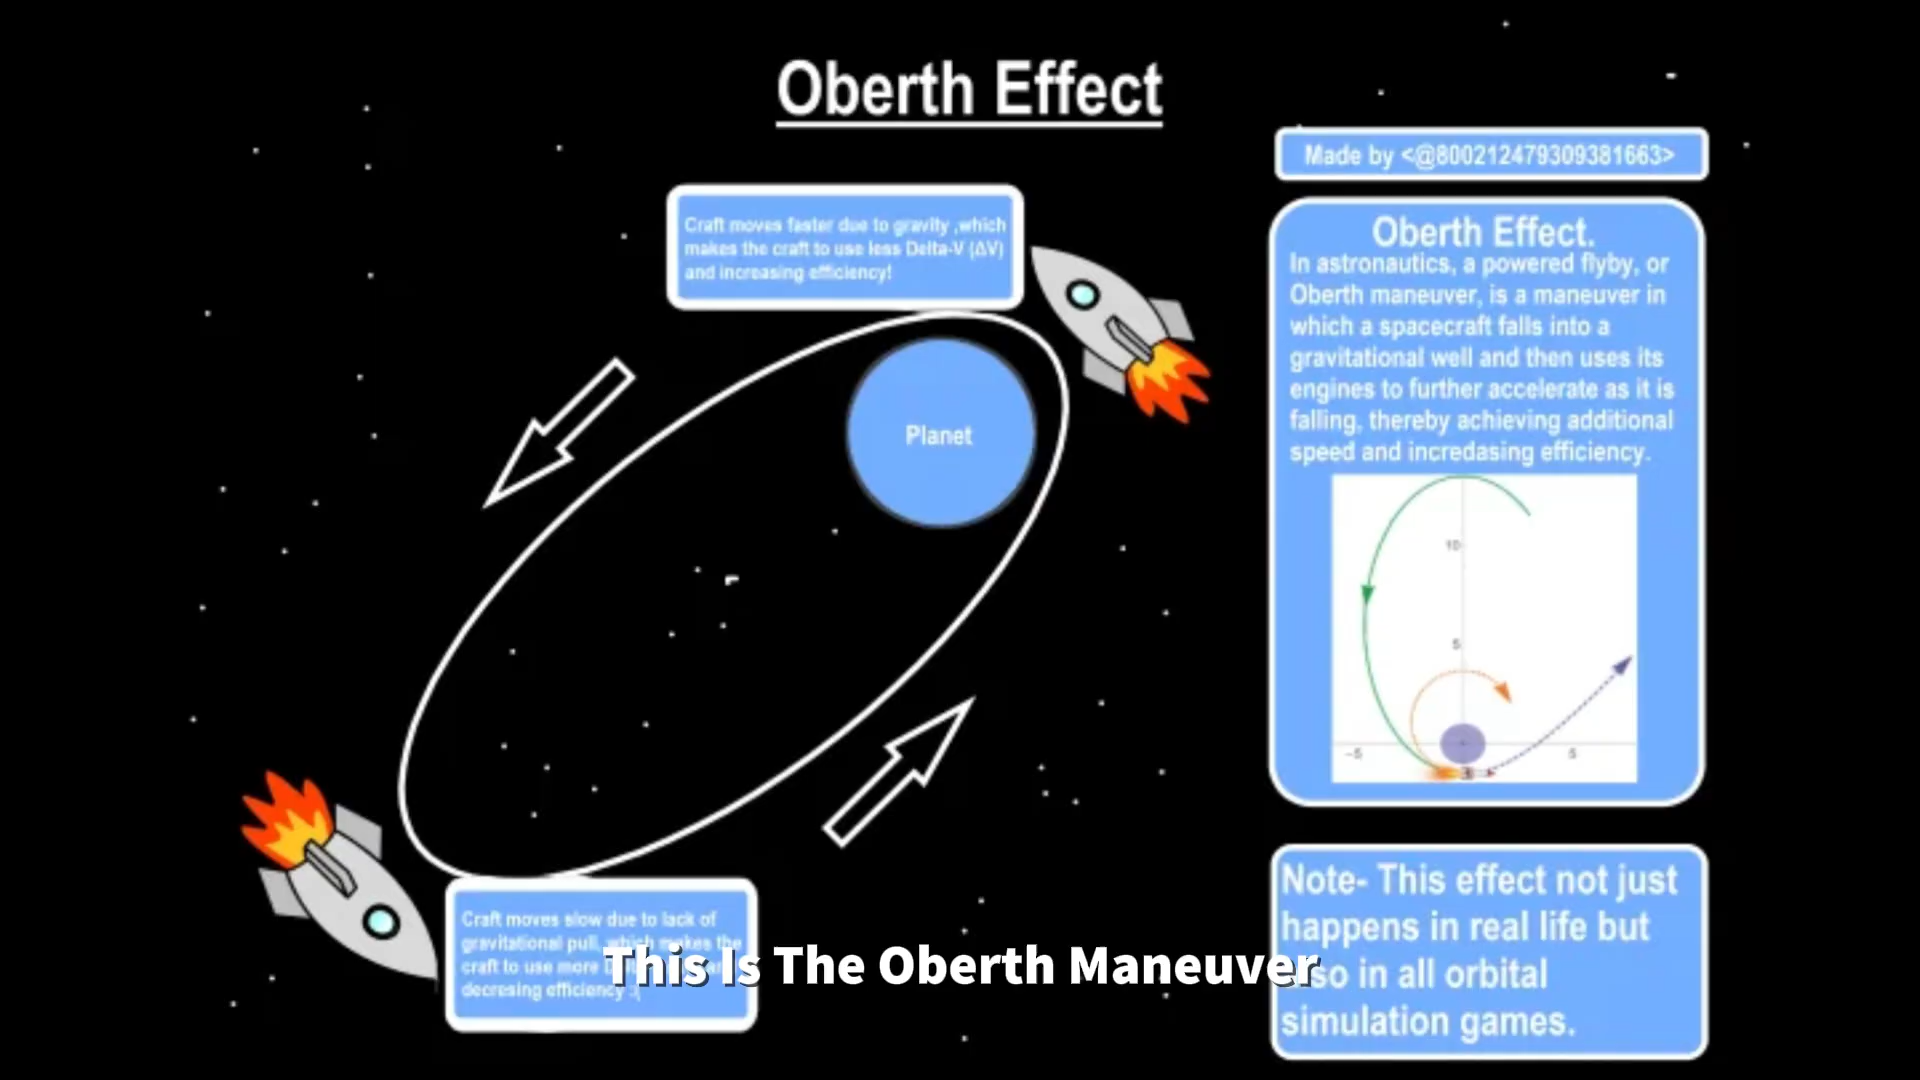 Oberth Effect
Made by <@800212479309381663>
Craft moves faster due to gravity ,which
makes the craft to use less Delta-V (ΔV)
and increasing efficiency!
Oberth Effect.
In astronautics, a powered flyby, or
Oberth maneuver, is a maneuver in
which a spacecraft falls into a
gravitational well and then uses its
engines to further accelerate as it is
falling, thereby achieving additional
speed and incredasing efficiency.
Planet
10
5
-5
5
Craft moves slow due to lack of
gravitational pull, which makes the
craft to use more
decresing efficiency :(
This Is The Oberth Maneuver
Note- This effect not just
happens in real life but
so in all orbital
simulation games.